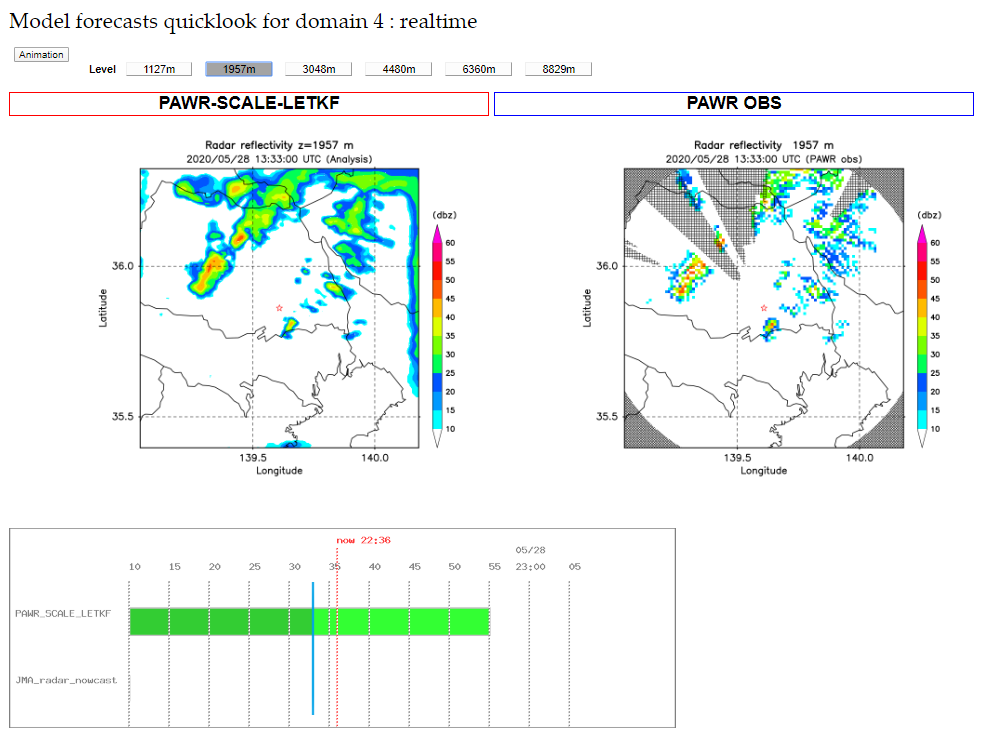 Model forecasts quicklook for domain 4 : realtime
Animation
Level 1127m 1957m 3048m 4480m 6360m 8829m
PAWR-SCALE-LETKF PAWR OBS
Radar reflectivity z=1957 m
2020/05/28 13:33:00 UTC (Analysis)
(dbz)
60
55
50
45
40
35
30
25
20
15
10
36.0
35.5
Latitude
139.5 140.0
Longitude
Radar reflectivity 1957 m
2020/05/28 13:33:00 UTC (PAWR obs)
(dbz)
60
55
50
45
40
35
30
25
20
15
10
36.0
35.5
Latitude
139.5 140.0
Longitude
now 22:36
05/28
10 15 20 25 30 35 40 45 50 55 23:00 05
PAWR_SCALE_LETKF
JMA_radar_nowcast